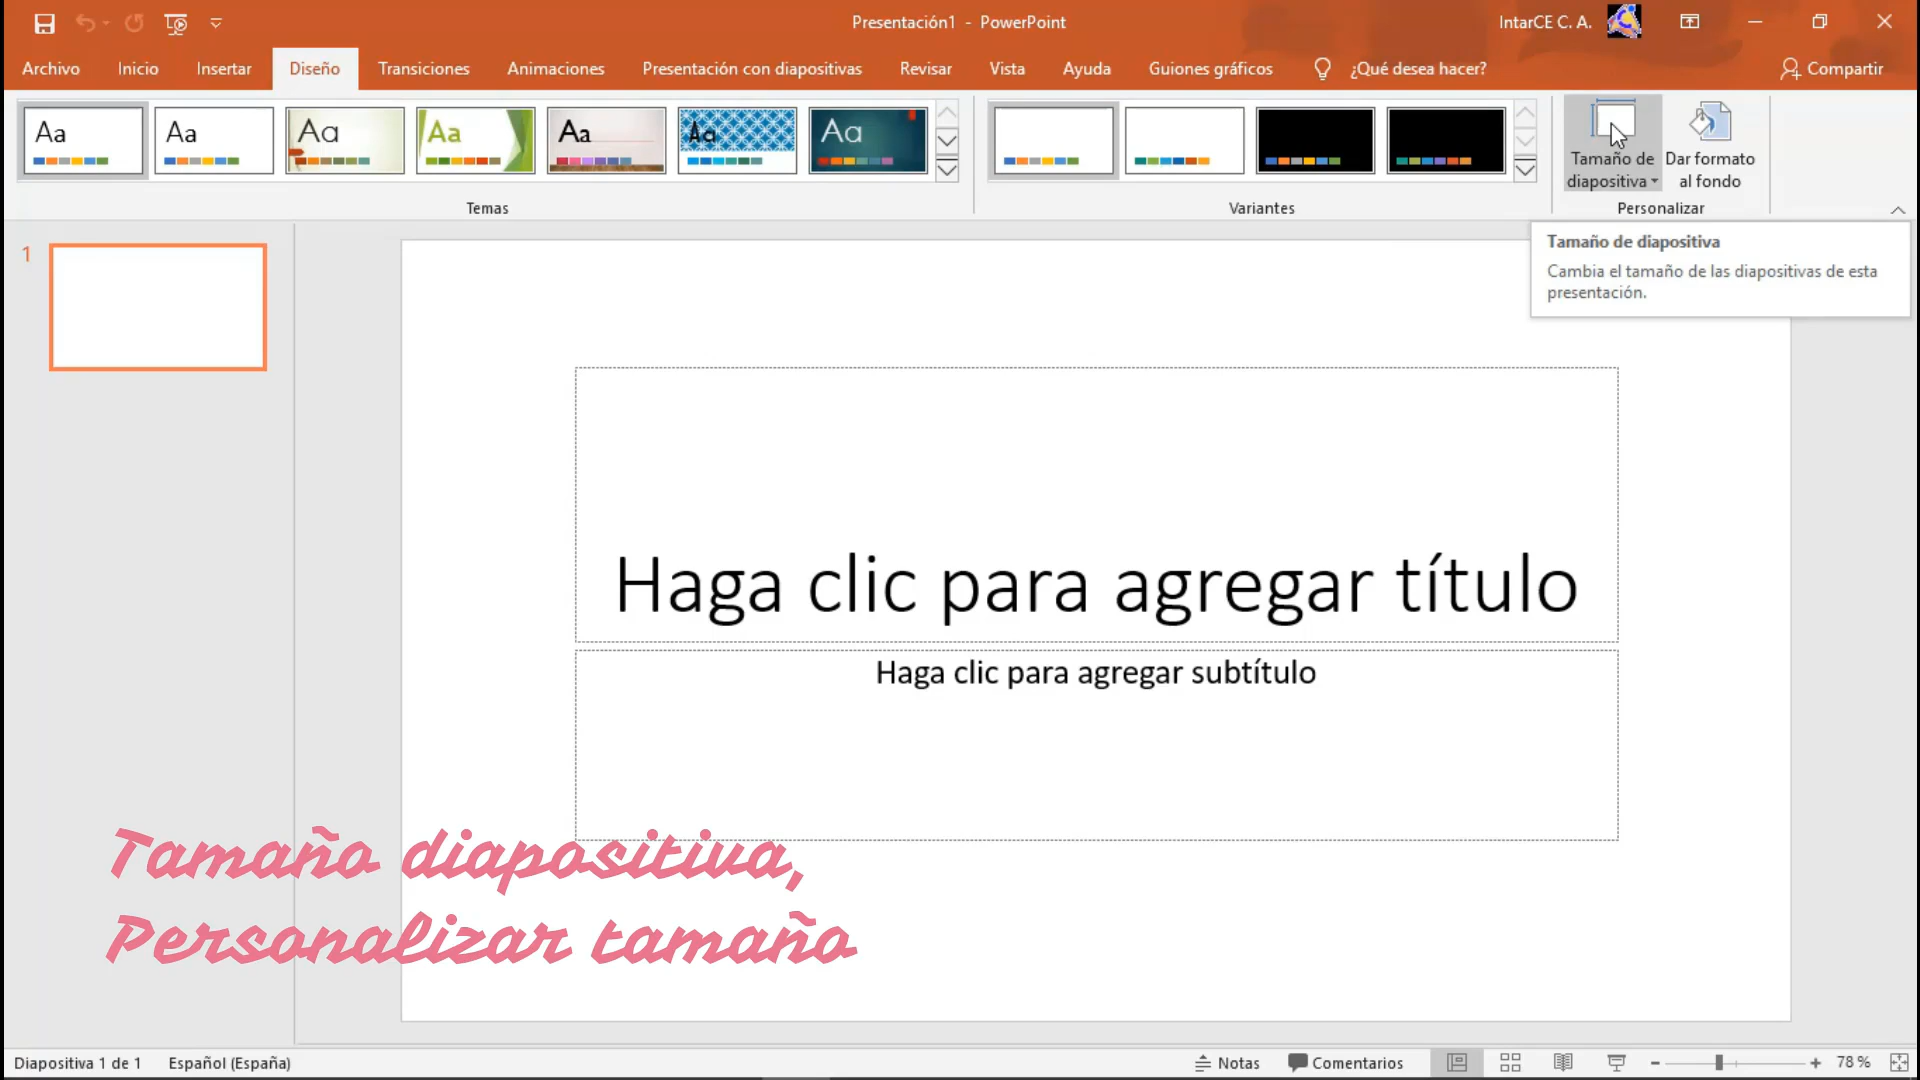 Presentación1 - PowerPoint
IntarCE C. A.
Archivo Inicio Insertar Diseño Transiciones Animaciones Presentación con diapositivas Revisar Vista Ayuda Guiones gráficos ¿Qué desea hacer? Compartir
Aa Aa Aa Aa Aa Aa Aa
Tamaño de
diapositiva
Dar formato
al fondo
Temas
Variantes
Personalizar
Tamaño de diapositiva
Cambia el tamaño de las diapositivas de esta
presentación.
1
Haga clic para agregar título
Haga clic para agregar subtítulo
Tamaño diapositiva,
Personalizar tamaño
Diapositiva 1 de 1 Español (España) Notas Comentarios 78 %